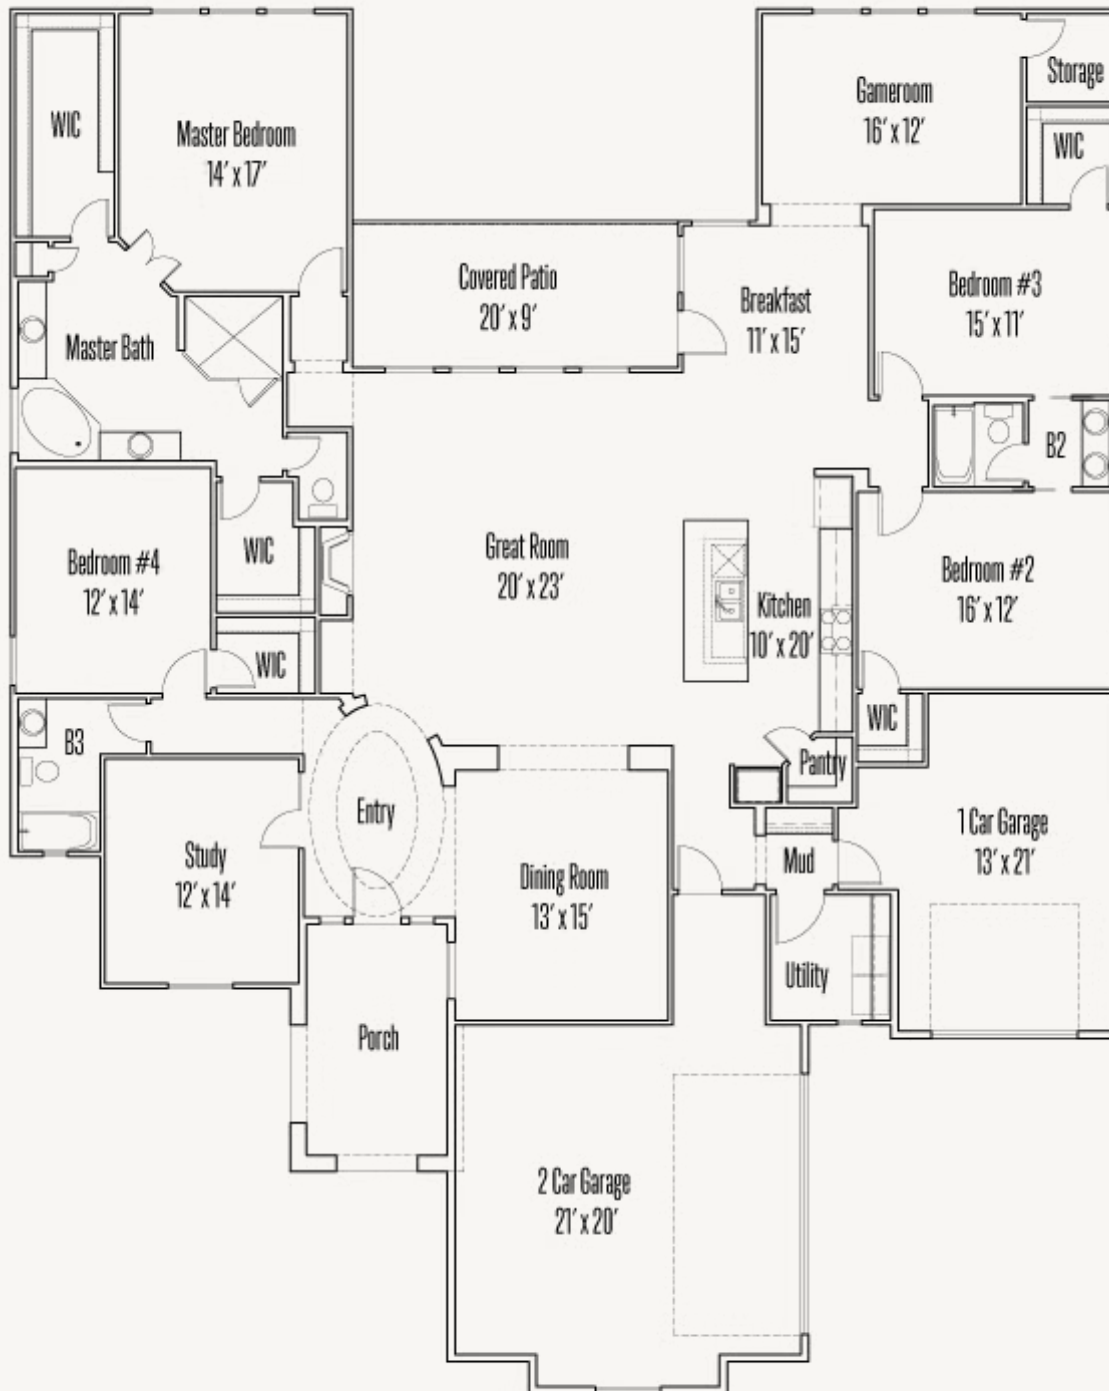 Gameroom
16' x 12'
Storage
WIC
Master Bedroom
14' x 17'
WIC
Covered Patio
20' x 9'
Breakfast
11' x 15'
Bedroom #3
15' x 11'
Master Bath
B2
Bedroom #4
12' x 14'
WIC
Great Room
20' x 23'
Kitchen
10' x 20'
Bedroom #2
16' x 12'
WIC
WIC
B3
Pantry
Entry
Study
12' x 14'
Dining Room
13' x 15'
Mud
1 Car Garage
13' x 21'
Utility
Porch
2 Car Garage
21' x 20'